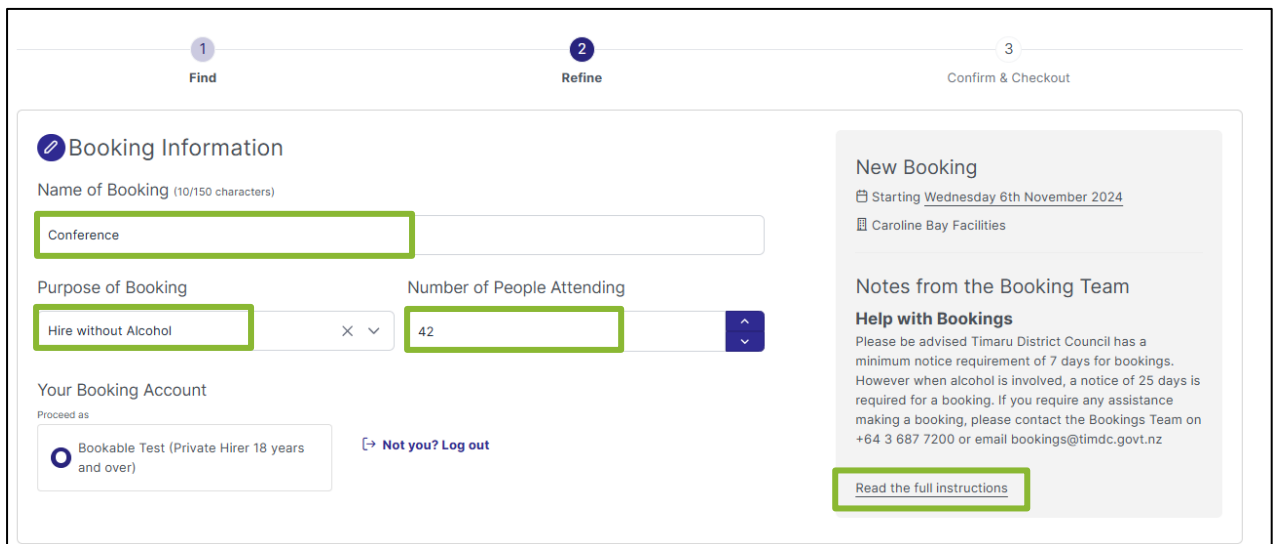 1
Find
2
Refine
3
Confirm & Checkout
Booking Information
Name of Booking (10/150 characters)
Conference
Purpose of Booking
Number of People Attending
Hire without Alcohol
42
Your Booking Account
Proceed as
Bookable Test (Private Hirer 18 years
and over)
Not you? Log out
New Booking
Starting Wednesday 6th November 2024
Caroline Bay Facilities
Notes from the Booking Team
Help with Bookings
Please be advised Timaru District Council has a
minimum notice requirement of 7 days for bookings.
However when alcohol is involved, a notice of 25 days is
required for a booking. If you require any assistance
making a booking, please contact the Bookings Team on
+64 3 687 7200 or email bookings@timdc.govt.nz
Read the full instructions